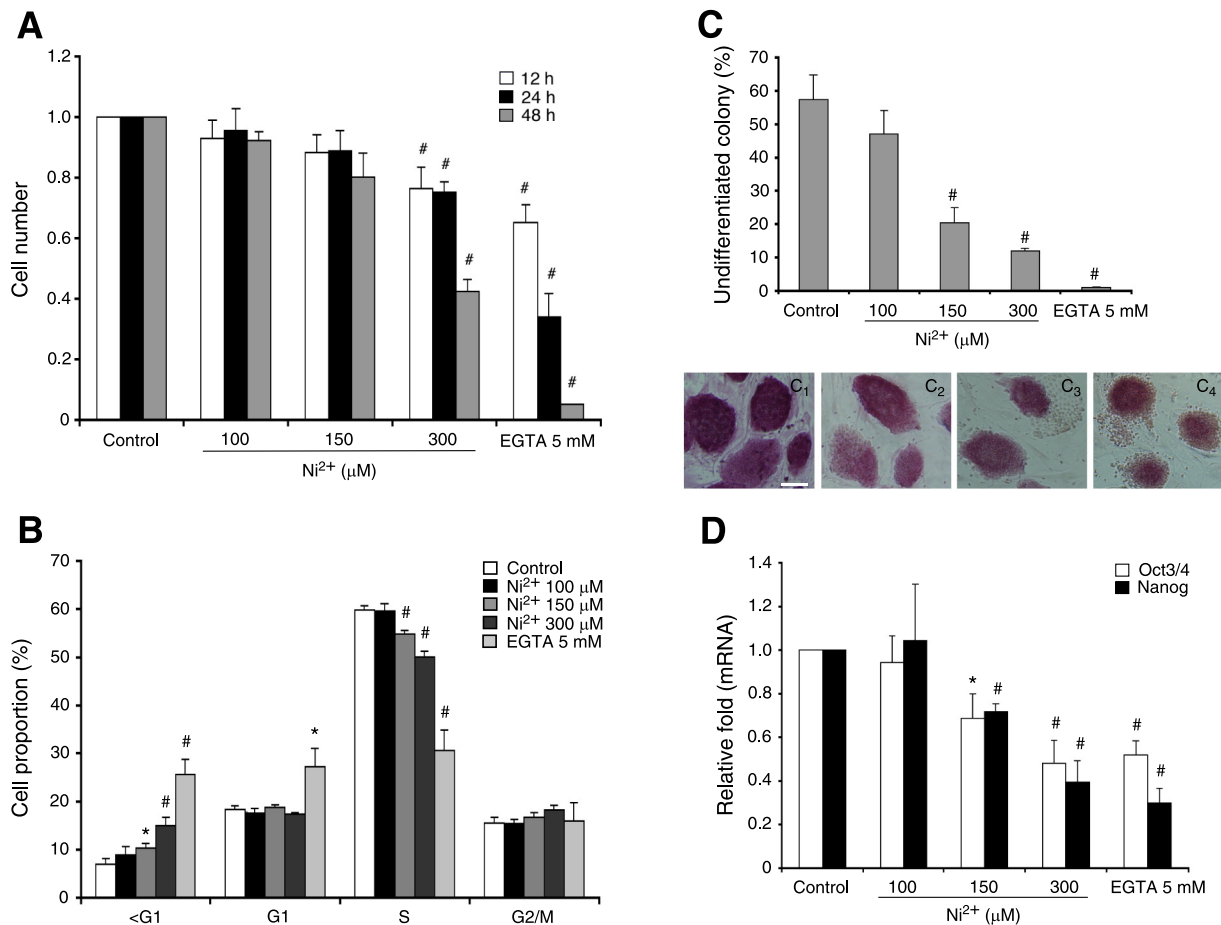 A
1.2
1.0
0.8
0.6
0.4
0.2
0
Cell number
12 h
24 h
48 h
# # # # # #
Control 100 150 300 EGTA 5 mM
Ni²⁺ (μM)
B
70
60
50
40
30
20
10
0
Cell proportion (%)
Control
Ni²⁺ 100 μM
Ni²⁺ 150 μM
Ni²⁺ 300 μM
EGTA 5 mM
* # # * # # #
<G1 G1 S G2/M
C
70
60
50
40
30
20
10
0
Undifferentiated colony (%)
# # #
Control 100 150 300 EGTA 5 mM
Ni²⁺ (μM)
C₁ C₂ C₃ C₄
D
1.4
1.2
1.0
0.8
0.6
0.4
0.2
0
Relative fold (mRNA)
Oct3/4
Nanog
* # # # # #
Control 100 150 300 EGTA 5 mM
Ni²⁺ (μM)